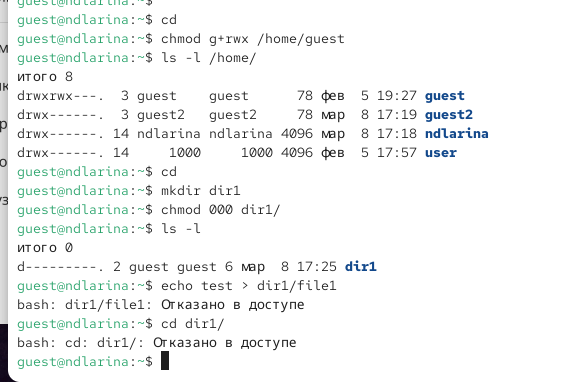 guest@ndlarina:~$
guest@ndlarina:~$ cd
guest@ndlarina:~$ chmod g+rwx /home/guest
guest@ndlarina:~$ ls -l /home/
итого 8
drwxrwx---.  3 guest    guest      78 фев  5 19:27 guest
drwx------.  3 guest2   guest2     78 мар  8 17:19 guest2
drwx------. 14 ndlarina ndlarina 4096 мар  8 17:18 ndlarina
drwx------. 14     1000     1000 4096 фев  5 17:57 user
guest@ndlarina:~$ cd
guest@ndlarina:~$ mkdir dir1
guest@ndlarina:~$ chmod 000 dir1/
guest@ndlarina:~$ ls -l
итого 0
d---------. 2 guest guest 6 мар  8 17:25 dir1
guest@ndlarina:~$ echo test > dir1/file1
bash: dir1/file1: Отказано в доступе
guest@ndlarina:~$ cd dir1/
bash: cd: dir1/: Отказано в доступе
guest@ndlarina:~$